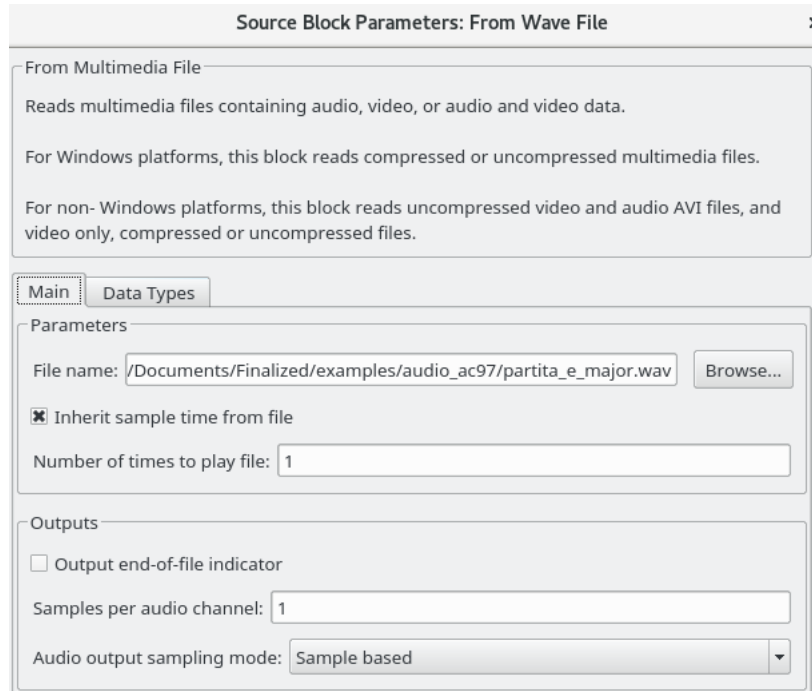 Source Block Parameters: From Wave File
From Multimedia File
Reads multimedia files containing audio, video, or audio and video data.
For Windows platforms, this block reads compressed or uncompressed multimedia files.
For non- Windows platforms, this block reads uncompressed video and audio AVI files, and
video only, compressed or uncompressed files.
Main Data Types
Parameters
File name: /Documents/Finalized/examples/audio_ac97/partita_e_major.wav Browse...
Inherit sample time from file
Number of times to play file: 1
Outputs
Output end-of-file indicator
Samples per audio channel: 1
Audio output sampling mode: Sample based